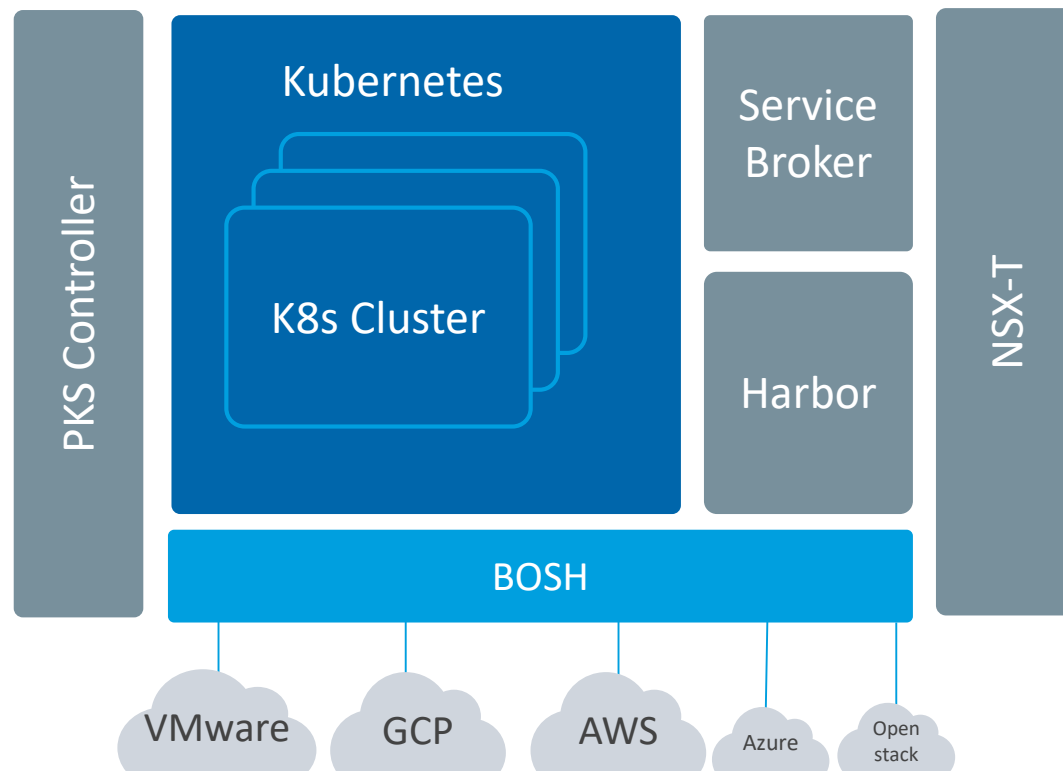 PKS Controller
Kubernetes
K8s Cluster
Service
Broker
Harbor
NSX-T
BOSH
VMware
GCP
AWS
Azure
Open
stack